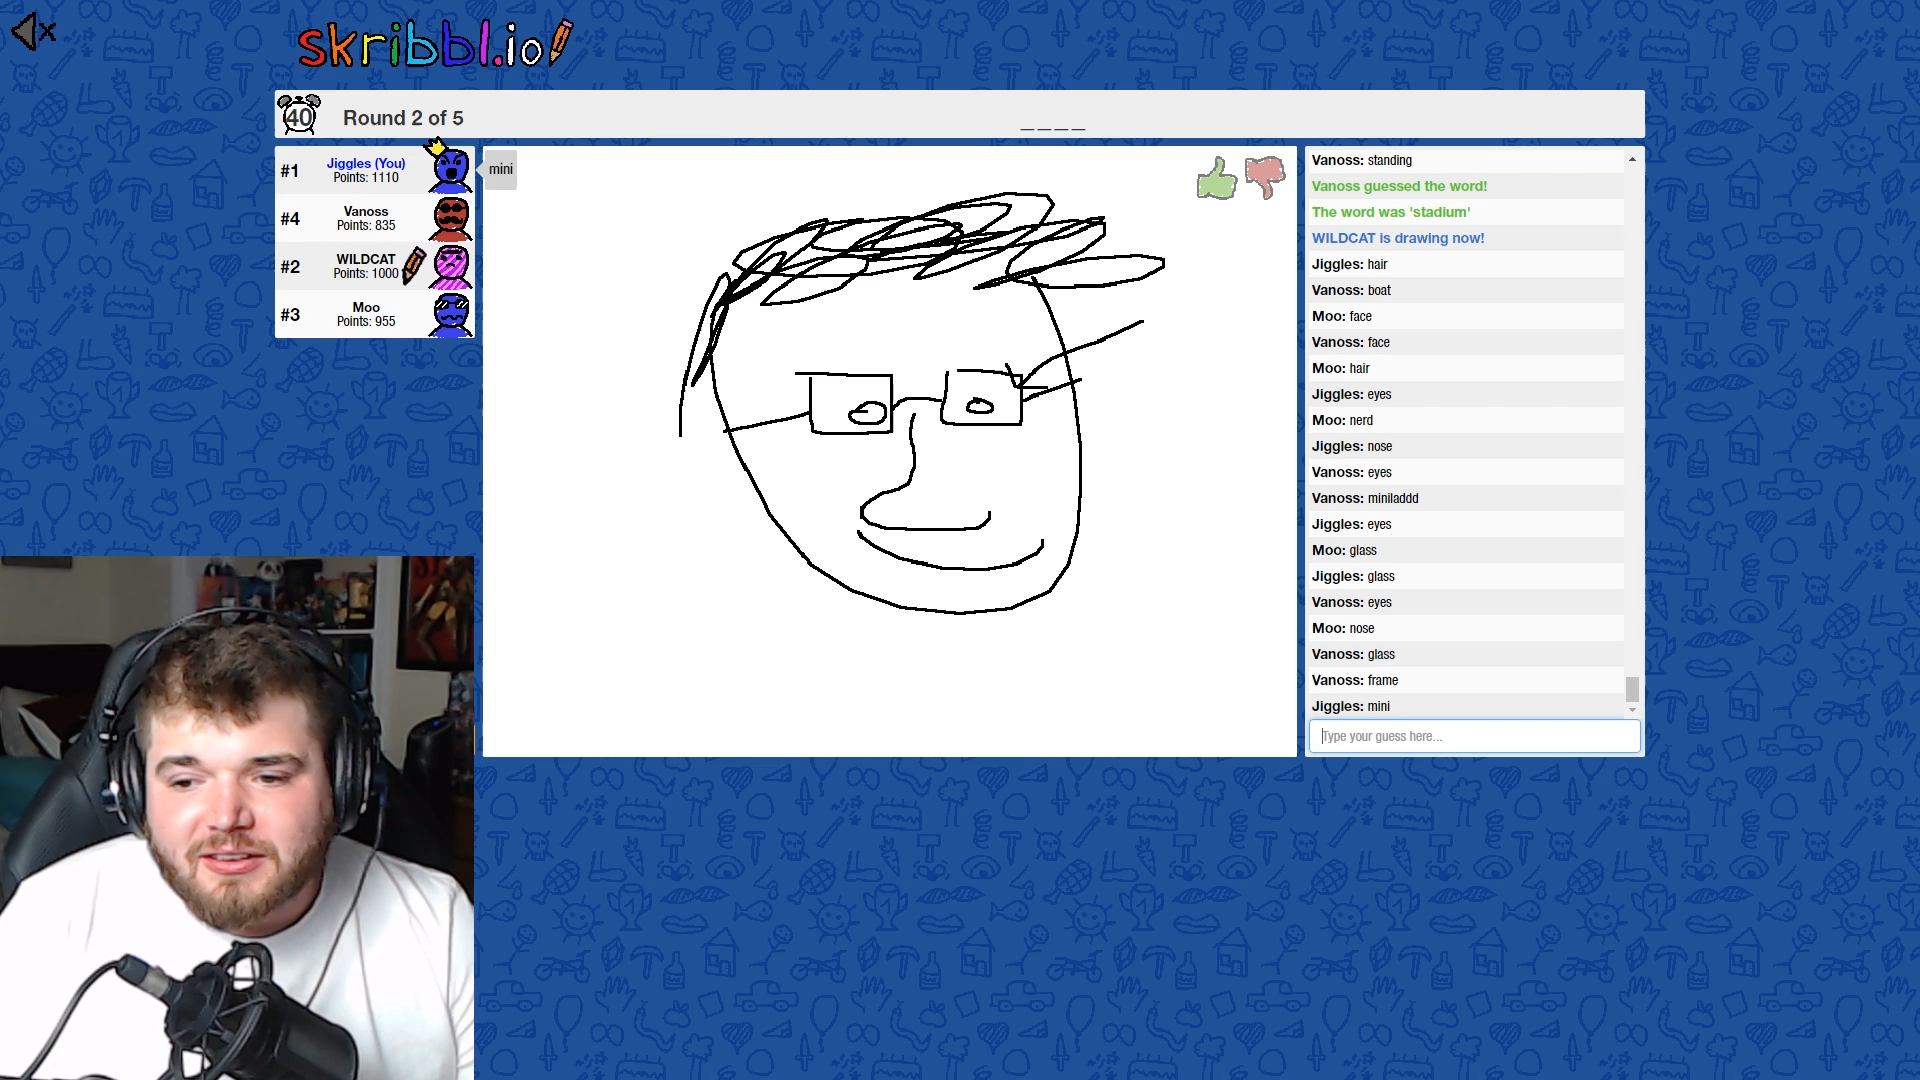 skribbl.io
40
Round 2 of 5
____
#1
Jiggles (You)
Points: 1110
#4
Vanoss
Points: 835
#2
WILDCAT
Points: 1000
#3
Moo
Points: 955
mini
Vanoss: standing
Vanoss guessed the word!
The word was 'stadium'
WILDCAT is drawing now!
Jiggles: hair
Vanoss: boat
Moo: face
Vanoss: face
Moo: hair
Jiggles: eyes
Moo: nerd
Jiggles: nose
Vanoss: eyes
Vanoss: miniladdd
Jiggles: eyes
Moo: glass
Jiggles: glass
Vanoss: eyes
Moo: nose
Vanoss: glass
Vanoss: frame
Jiggles: mini
Type your guess here...